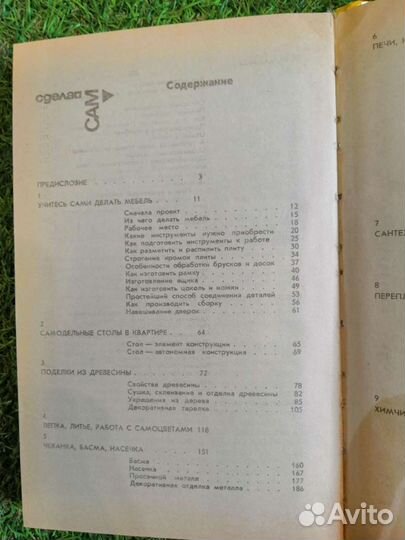 сделай
САМ
Содержание
ПРЕДИСЛОВИЕ . . . . . . 3
1
УЧИТЕСЬ САМИ ДЕЛАТЬ МЕБЕЛЬ . 11
Сначала проект . . . . . . . 12
Из чего делать мебель . . . . . . 15
Рабочее место . . . . . . . 18
Какие инструменты нужно приобрести 20
Как подготовить инструменты к работе 25
Как разметить и распилить плиту . . 30
Строгание кромок плиты . . . . 34
Особенности обработки брусков и досок 37
Как изготовить рамку . . . . . 40
Изготовление ящика . . . . . 46
Как изготовить цоколь и ножки . . 49
Простейший способ соединения деталей 53
Как производить сборку . . . . 56
Навешивание дверок . . . . . 61
2
САМОДЕЛЬНЫЕ СТОЛЫ В КВАРТИРЕ . 64
Стол — элемент конструкции . . . 65
Стол — автономная конструкция . . 69
3
ПОДЕЛКИ ИЗ ДРЕВЕСИНЫ . . 72
Свойства древесины . . . . . 78
Сушка, склеивание и отделка древесины 82
Украшения из дерева . . . . . 85
Декоративная тарелка . . . . . 105
4
ЛЕПКА, ЛИТЬЕ, РАБОТА С САМОЦВЕТАМИ 118
5
ЧЕКАНКА, БАСМА, НАСЕЧКА . . 151
Басма . . . . . . . . 160
Насечка . . . . . . . . 167
Просечной металл . . . . . . 177
Декоративная отделка металла . . . 186
6
ПЕЧИ,
7
САНТЕ
8
ПЕРЕПЛ
9
ХИМЧИ
Avito